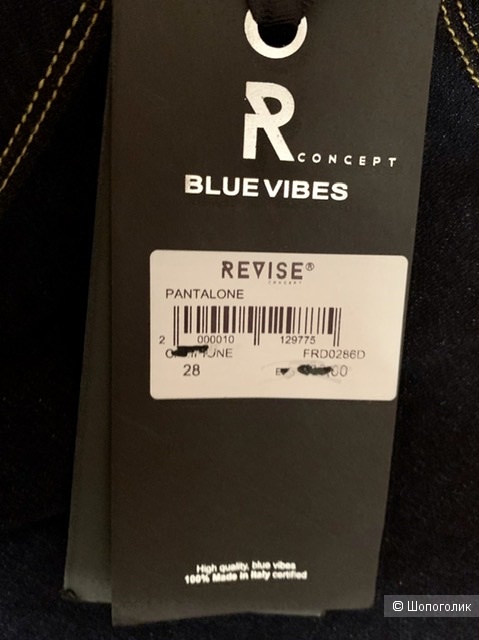 R CONCEPT
BLUE VIBES
REVISE®
CONCEPT
PANTALONE
2 000010 129775
FRD0286D
28
High quality, blue vibes
100% Made in Italy certified
© Шопоголик